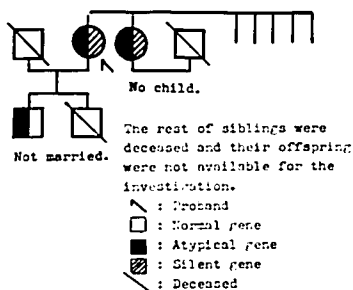 No child.
Not married.
The rest of siblings were
deceased and their offspring
were not available for the
investigation.
: Proband
: Normal gene
: Atypical gene
: Silent gene
: Deceased